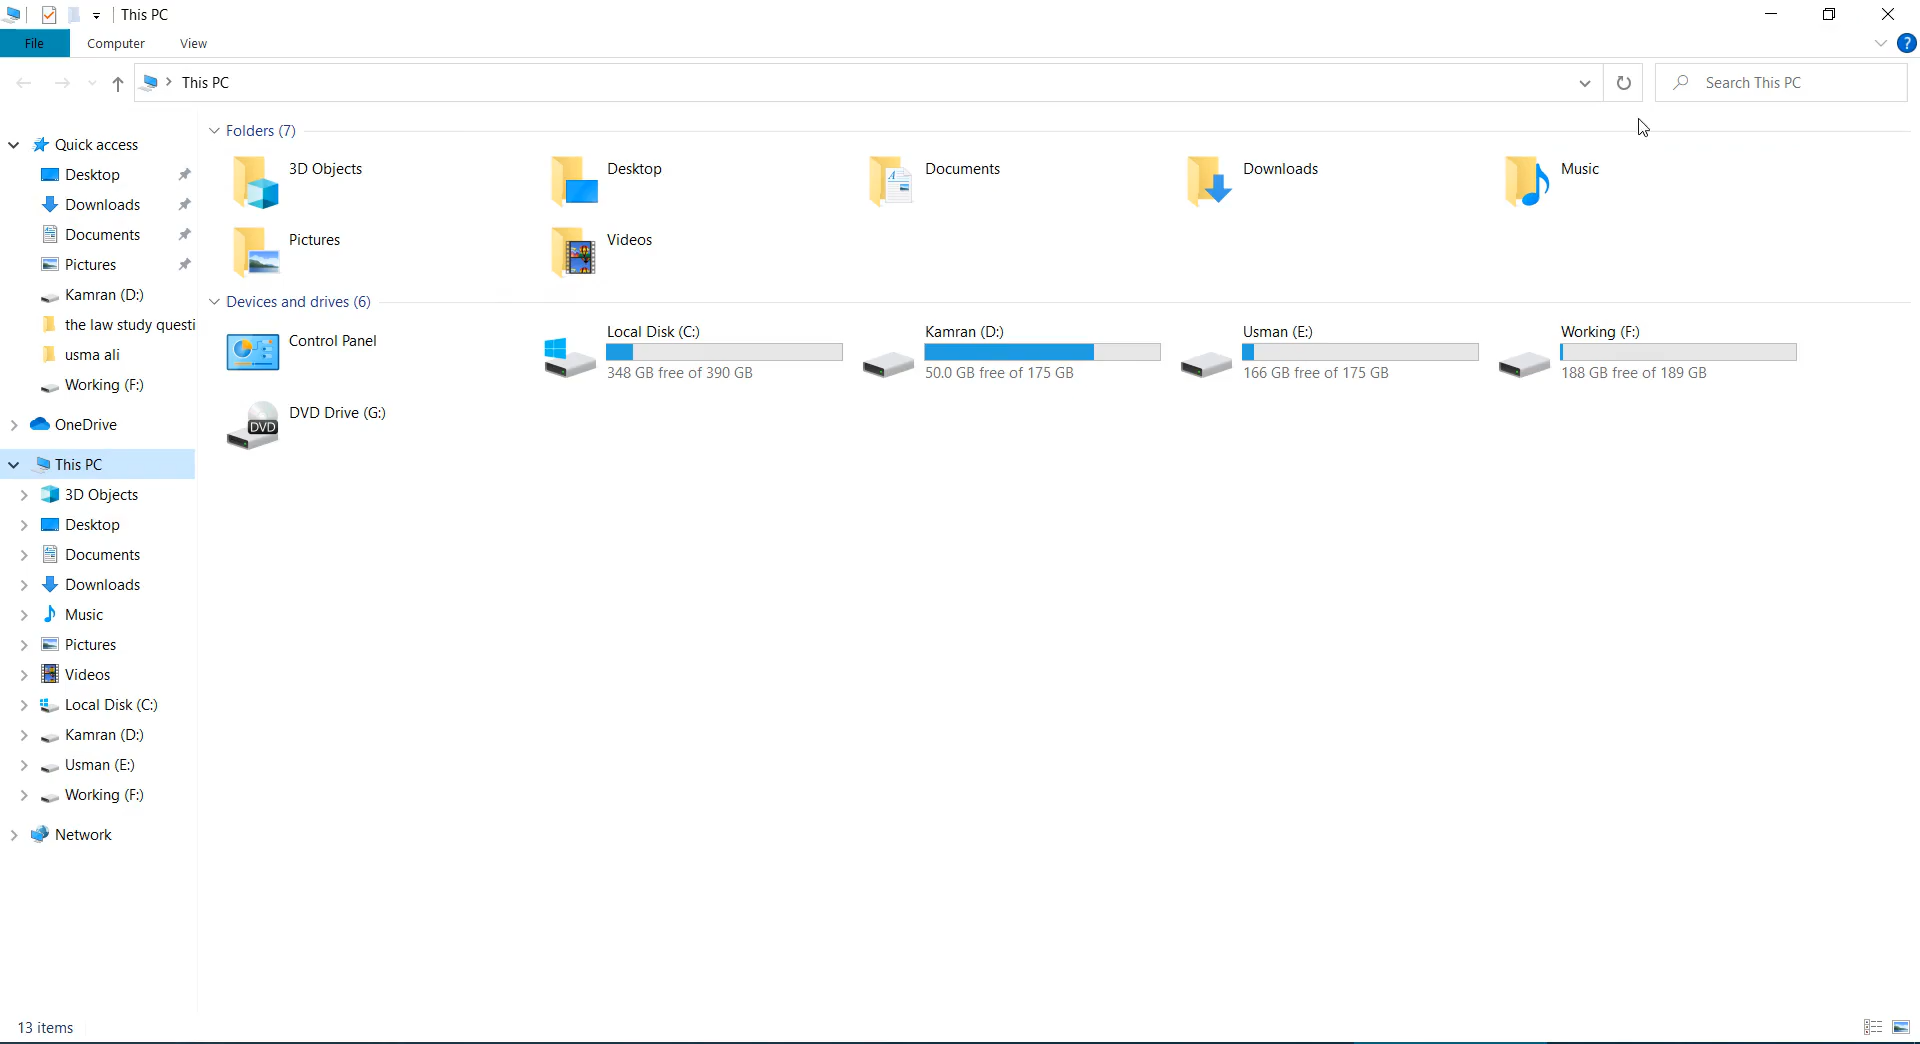 This PC
File
Computer
View
?
This PC
Search This PC
Quick access
Desktop
Downloads
Documents
Pictures
Kamran (D:)
the law study questi
usma ali
Working (F:)
OneDrive
This PC
3D Objects
Desktop
Documents
Downloads
Music
Pictures
Videos
Local Disk (C:)
Kamran (D:)
Usman (E:)
Working (F:)
Network
Folders (7)
3D Objects
Desktop
Documents
Downloads
Music
Pictures
Videos
Devices and drives (6)
Control Panel
Local Disk (C:)
348 GB free of 390 GB
Kamran (D:)
50.0 GB free of 175 GB
Usman (E:)
166 GB free of 175 GB
Working (F:)
188 GB free of 189 GB
DVD
DVD Drive (G:)
13 items